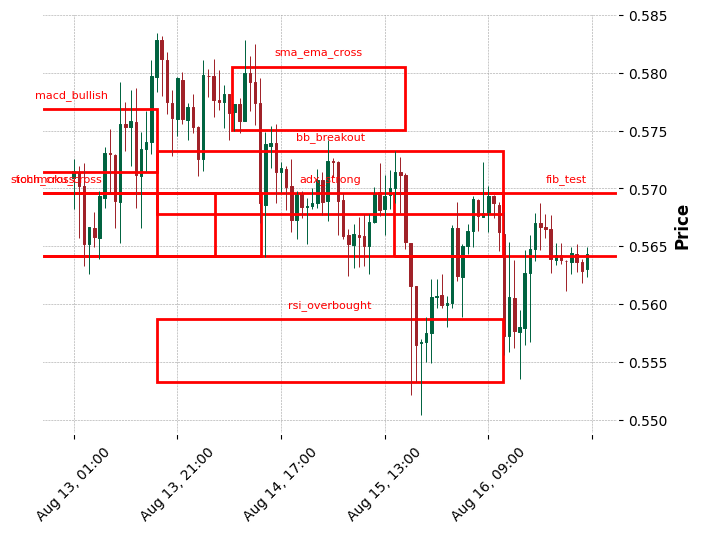 0.585
sma_ema_cross
0.580
macd_bullish
0.575
bb_breakout
adx_strong
fib_test
0.570
Price
0.565
rsi_overbought
0.560
0.555
0.550
Aug 13, 01:00
Aug 13, 21:00
Aug 14, 17:00
Aug 15, 13:00
Aug 16, 09:00